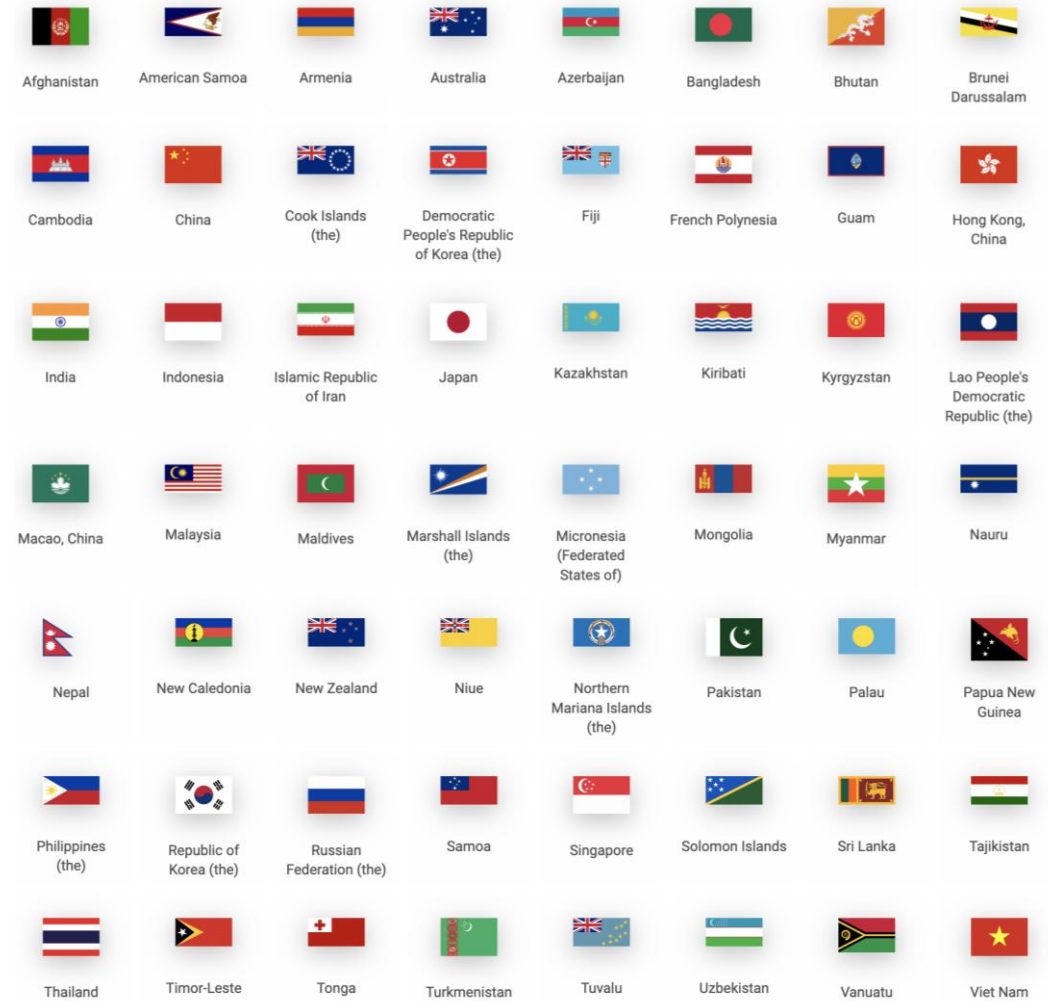 Afghanistan
American Samoa
Armenia
Australia
Azerbaijan
Bangladesh
Bhutan
Brunei
Darussalam
Cambodia
China
Cook Islands
(the)
Democratic
People's Republic
of Korea (the)
Fiji
French Polynesia
Guam
Hong Kong,
China
India
Indonesia
Islamic Republic
of Iran
Japan
Kazakhstan
Kiribati
Kyrgyzstan
Lao People's
Democratic
Republic (the)
Macao, China
Malaysia
Maldives
Marshall Islands
(the)
Micronesia
(Federated
States of)
Mongolia
Myanmar
Nauru
Nepal
New Caledonia
New Zealand
Niue
Northern
Mariana Islands
(the)
Pakistan
Palau
Papua New
Guinea
Philippines
(the)
Republic of
Korea (the)
Russian
Federation (the)
Samoa
Singapore
Solomon Islands
Sri Lanka
Tajikistan
Thailand
Timor-Leste
Tonga
Turkmenistan
Tuvalu
Uzbekistan
Vanuatu
Viet Nam